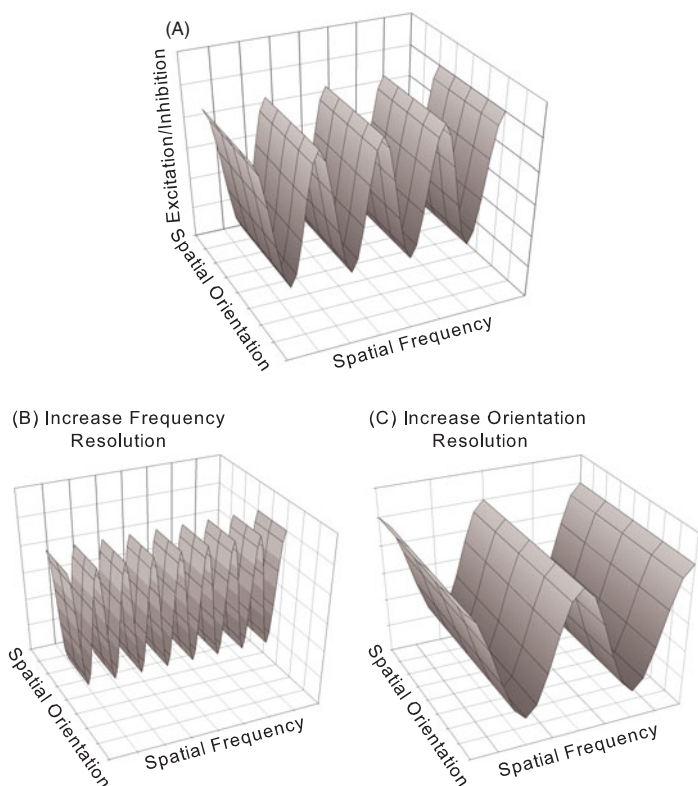 (A)
Excitation/Inhibition
Spatial Orientation
Spatial Frequency
(B) Increase Frequency
Resolution
(C) Increase Orientation
Resolution
Spatial Orientation
Spatial Frequency
Spatial Orientation
Spatial Frequency